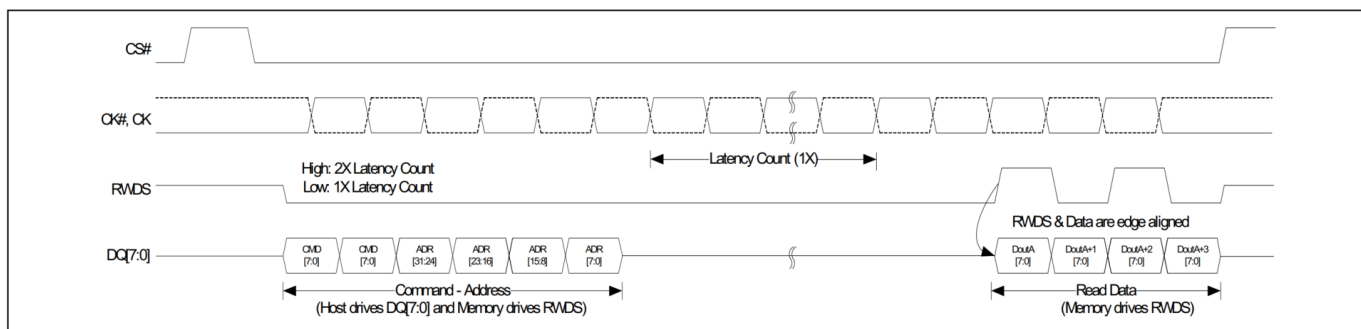 CS#
CK#, CK
Latency Count (1X)
High: 2X Latency Count
Low: 1X Latency Count
RWDS
RWDS & Data are edge aligned
DQ[7:0]
CMD [7:0]
CMD [7:0]
ADR [31:24]
ADR [23:16]
ADR [15:8]
ADR [7:0]
DoutA [7:0]
DoutA+1 [7:0]
DoutA+2 [7:0]
DoutA+3 [7:0]
Command - Address
(Host drives DQ[7:0] and Memory drives RWDS)
Read Data
(Memory drives RWDS)